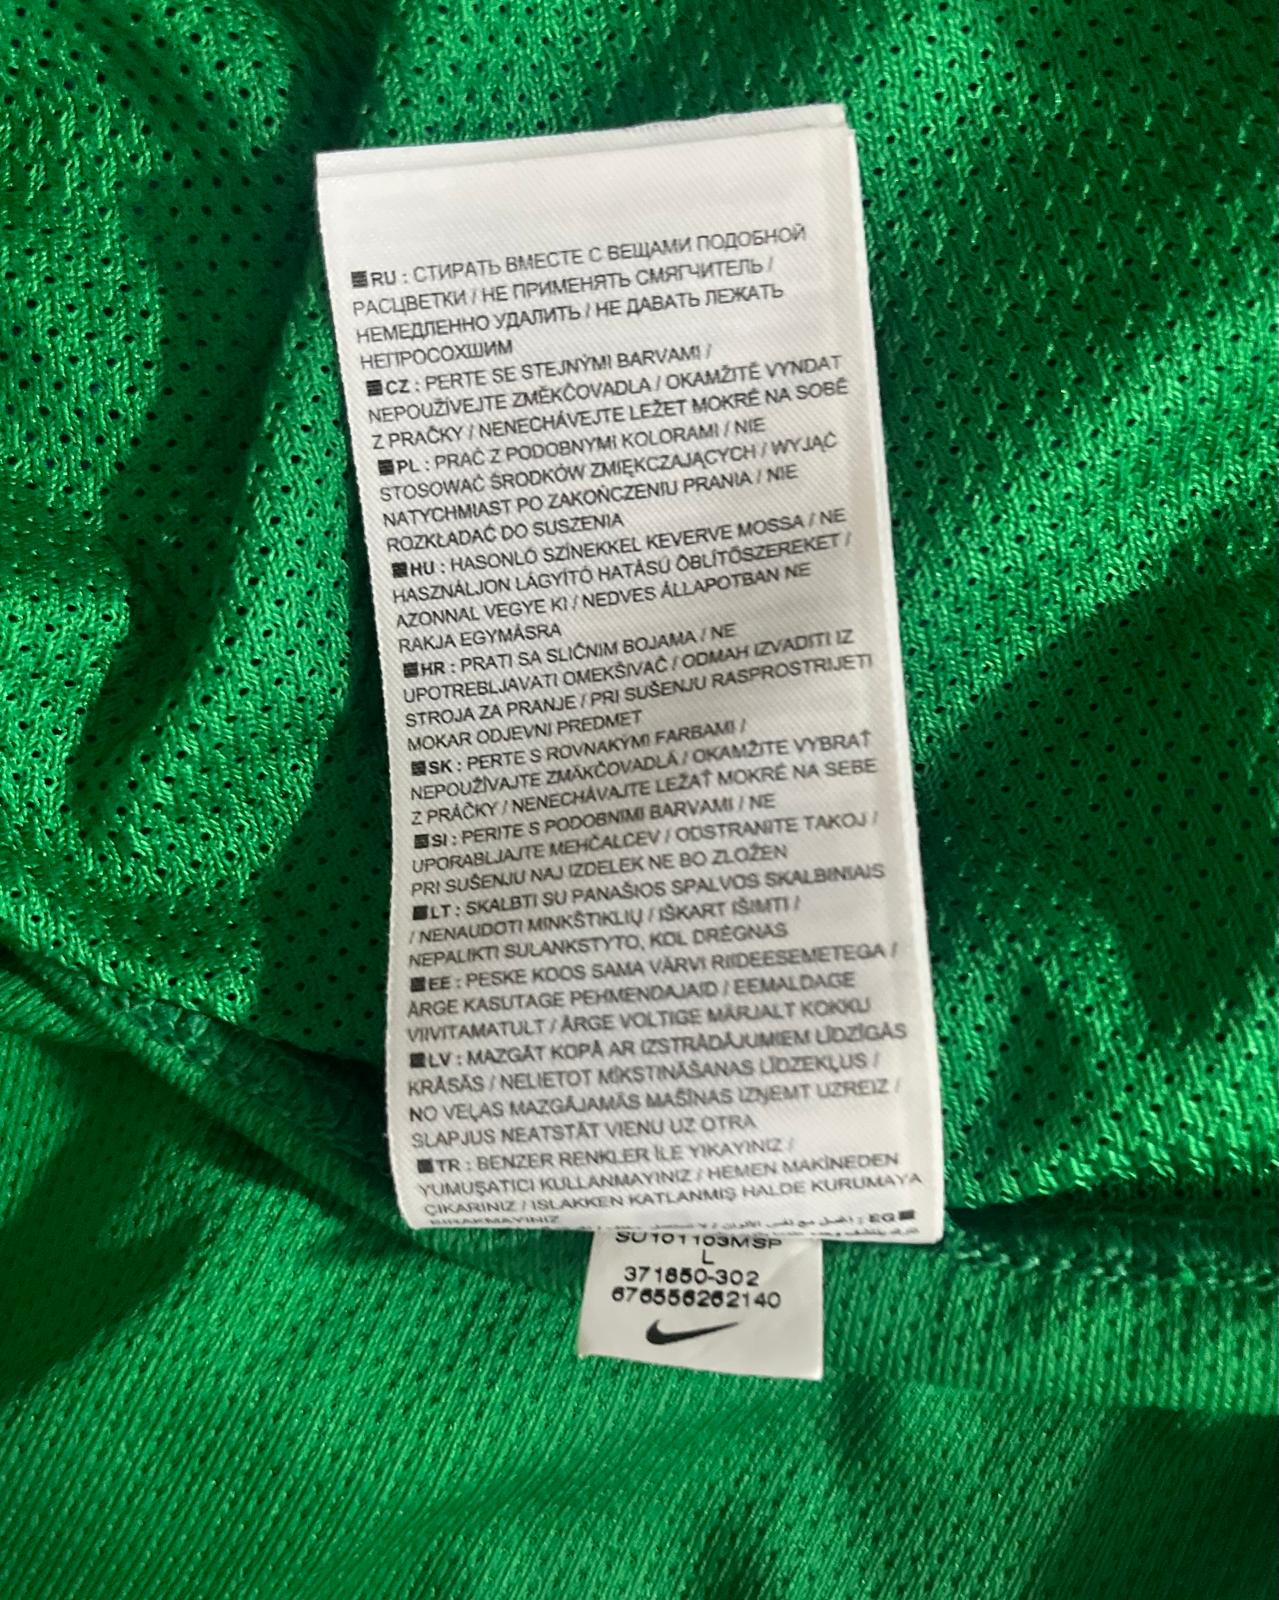 RU : СТИРАТЬ ВМЕСТЕ С ВЕЩАМИ ПОДОБНОЙ
РАСЦВЕТКИ / НЕ ПРИМЕНЯТЬ СМЯГЧИТЕЛЬ /
НЕМЕДЛЕННО УДАЛИТЬ / НЕ ДАВАТЬ ЛЕЖАТЬ
НЕПРОСОХШИМ
CZ : PERTE SE STEJNÝMI BARVAMI /
NEPOUŽÍVEJTE ZMĚKČOVADLA / OKAMŽITĚ VYNDAT
Z PRAČKY / NENECHÁVEJTE LEŽET MOKRÉ NA SOBĚ
PL : PRAĆ Z PODOBNYMI KOLORAMI / NIE
STOSOWAĆ ŚRODKÓW ZMIĘKCZAJĄCYCH / WYJĄĆ
NATYCHMIAST PO ZAKOŃCZENIU PRANIA / NIE
ROZKŁADAĆ DO SUSZENIA
HU : HASONLÓ SZÍNEKKEL KEVERVE MOSSA / NE
HASZNÁLJON LÁGYÍTÓ HATÁSÚ ÖBLÍTŐSZEREKET /
AZONNAL VEGYE KI / NEDVES ÁLLAPOTBAN NE
RAKJA EGYMÁSRA
HR : PRATI SA SLIČNIM BOJAMA / NE
UPOTREBLJAVATI OMEKŠIVAČ / ODMAH IZVADITI IZ
STROJA ZA PRANJE / PRI SUŠENJU RASPROSTRIJETI
MOKAR ODJEVNI PREDMET
SK : PERTE S ROVNAKÝMI FARBAMI /
NEPOUŽÍVAJTE ZMÄKČOVADLÁ / OKAMŽITE VYBRAŤ
Z PRÁČKY / NENECHÁVAJTE LEŽAŤ MOKRÉ NA SEBE
SI : PERITE S PODOBNIMI BARVAMI / NE
UPORABLJAJTE MEHČALCEV / ODSTRANITE TAKOJ /
PRI SUŠENJU NAJ IZDELEK NE BO ZLOŽEN
LT : SKALBTI SU PANAŠIOS SPALVOS SKALBINIAIS
/ NENAUDOTI MINKŠTIKLIŲ / IŠKART IŠIMTI /
NEPALIKTI SULANKSTYTO, KOL DRĖGNAS
EE : PESKE KOOS SAMA VÄRVI RIIDEESEMETEGA /
ÄRGE KASUTAGE PEHMENDAJAID / EEMALDAGE
VIIVITAMATULT / ÄRGE VOLTIGE MÄRJALT KOKKU
LV : MAZGĀT KOPĀ AR IZSTRĀDĀJUMIEM LĪDZĪGĀS
KRĀSĀS / NELIETOT MĪKSTINĀŠANAS LĪDZEKĻUS /
NO VEĻAS MAZGĀJAMĀS MAŠĪNAS IZŅEMT UZREIZ /
SLAPJUS NEATSTĀT VIENU UZ OTRA
TR : BENZER RENKLER İLE YIKAYINIZ /
YUMUŞATICI KULLANMAYINIZ / HEMEN MAKİNEDEN
ÇIKARINIZ / ISLAKKEN KATLANMIŞ HALDE KURUMAYA
BIRAKMAYINIZ
EG :
SU101103MSP
L
371850-302
676556262140